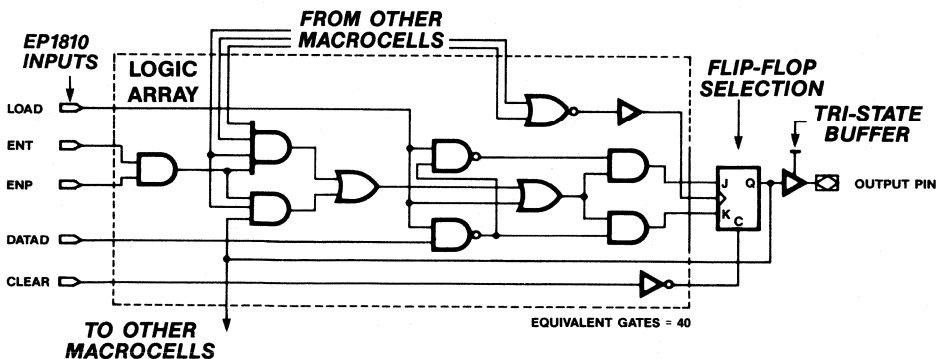 FROM OTHER
MACROCELLS
EP1810
INPUTS
LOGIC
ARRAY
FLIP-FLOP
SELECTION
TRI-STATE
BUFFER
LOAD
ENT
ENP
DATAD
CLEAR
J Q
K
C
OUTPUT PIN
EQUIVALENT GATES = 40
TO OTHER
MACROCELLS